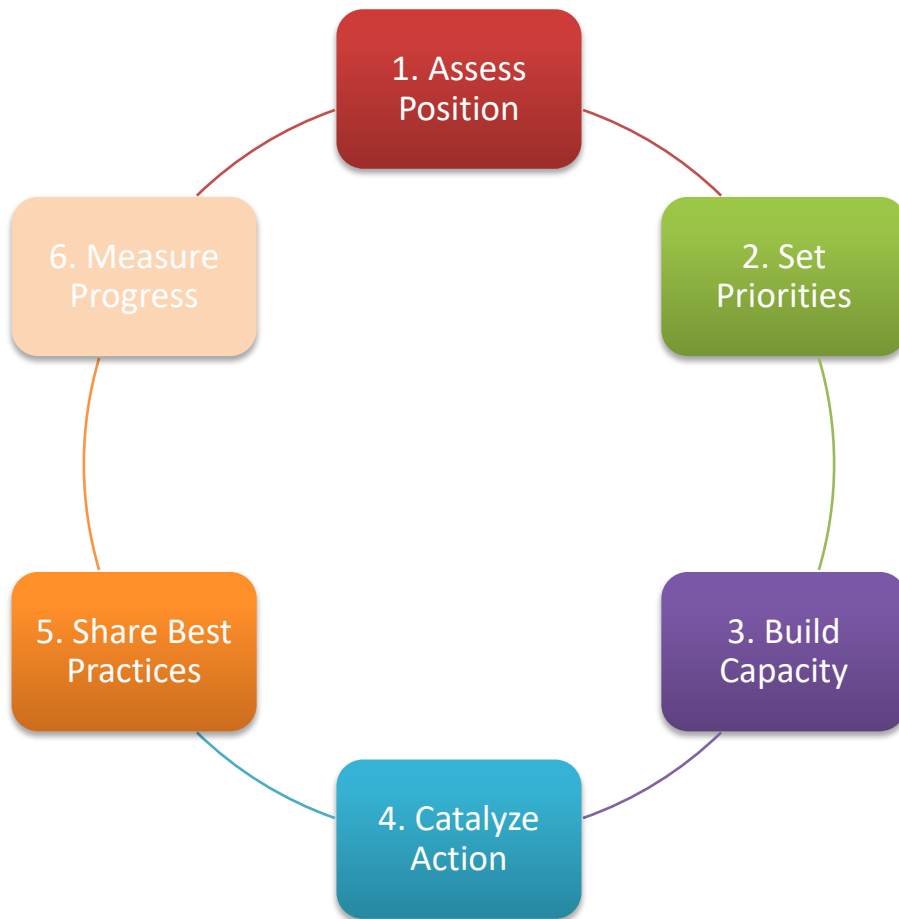 1. Assess
Position
2. Set
Priorities
3. Build
Capacity
4. Catalyze
Action
5. Share Best
Practices
6. Measure
Progress